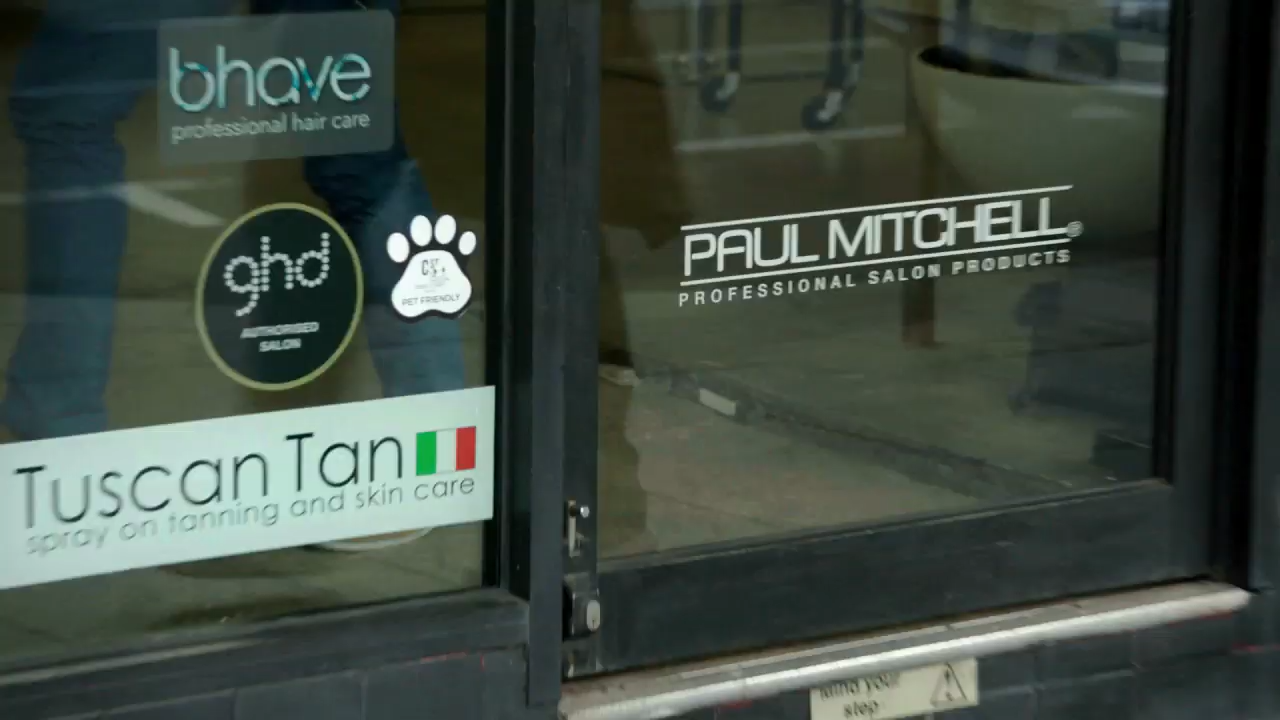 bhave
professional hair care
ghd
AUTHORISED
SALON
PET FRIENDLY
Tuscan Tan
spray on tanning and skin care
PAUL MITCHELL®
PROFESSIONAL SALON PRODUCTS
Mind your
step